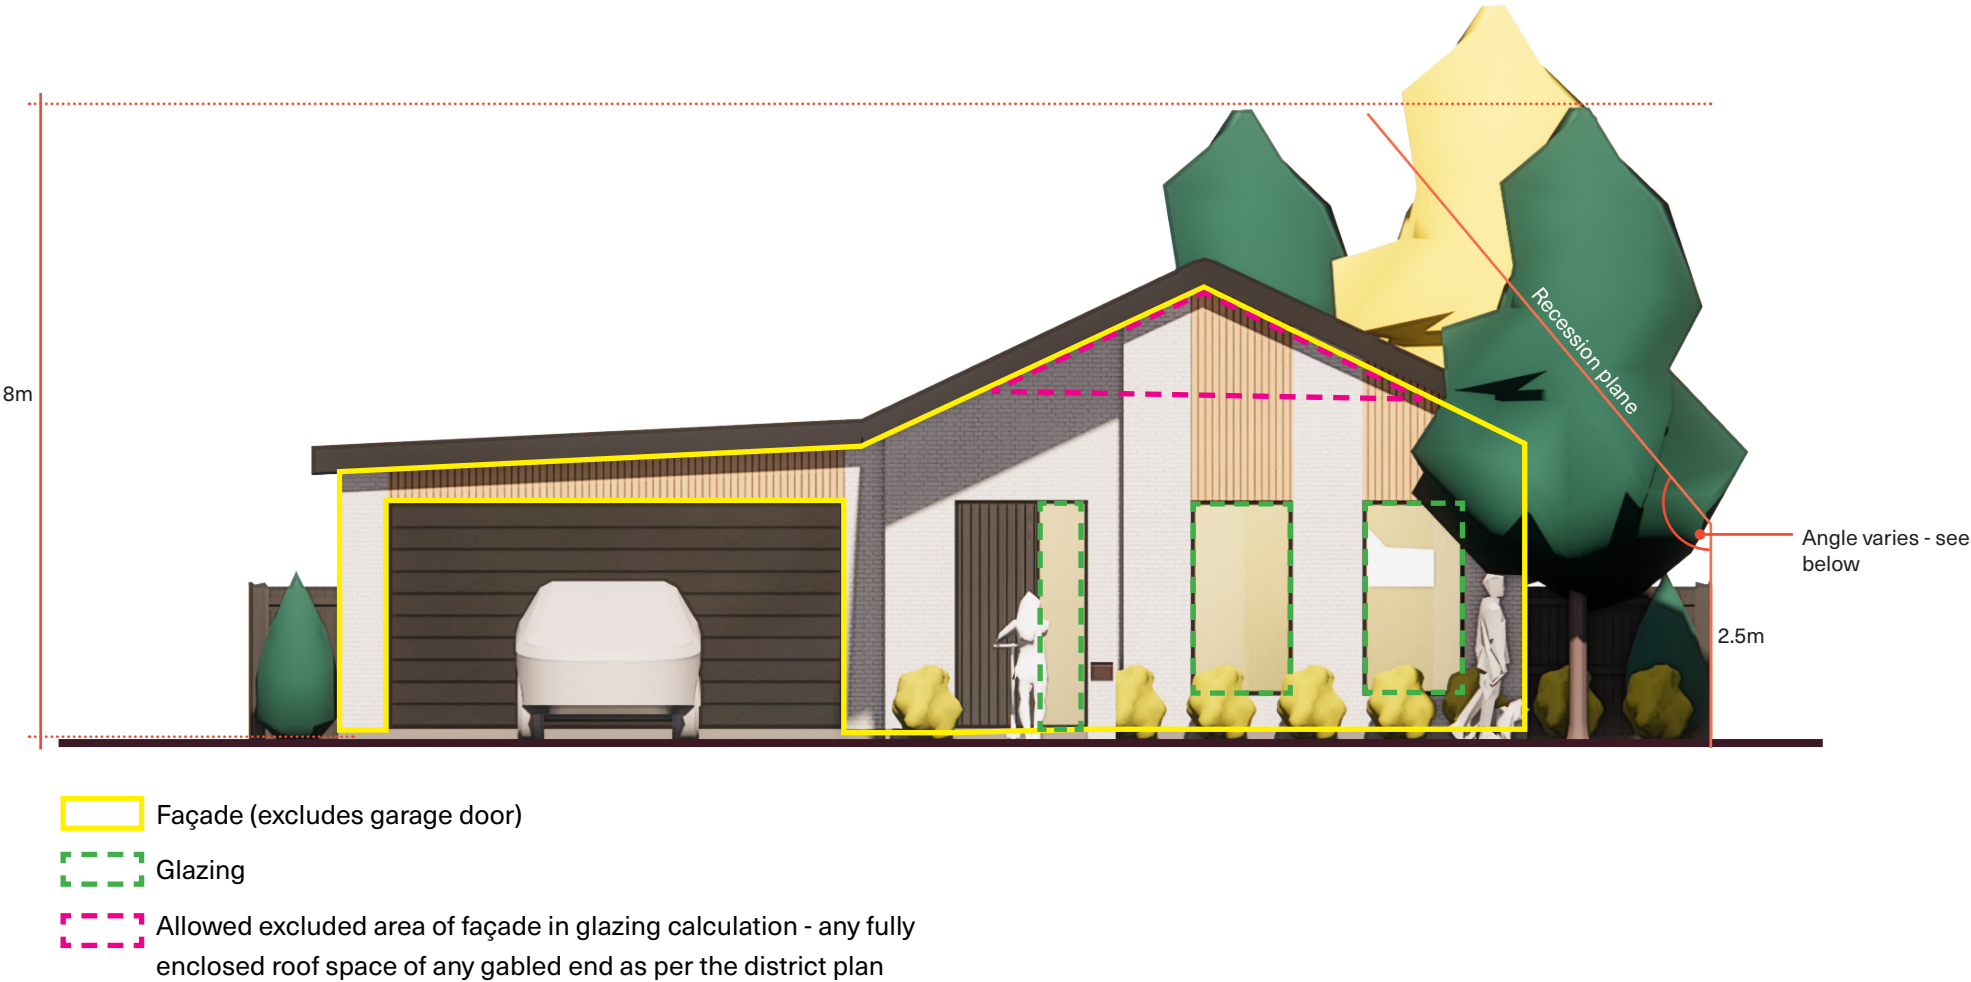 8m
Recession plane
Angle varies - see
below
2.5m
Façade (excludes garage door)
Glazing
Allowed excluded area of façade in glazing calculation - any fully
enclosed roof space of any gabled end as per the district plan